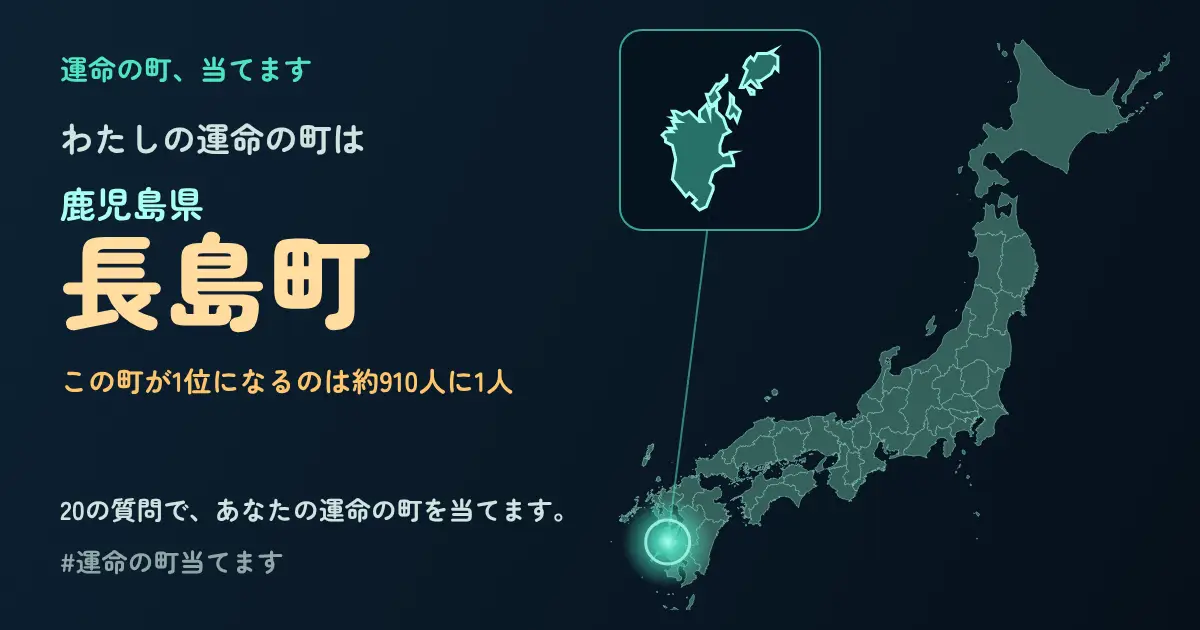 運命の町、当てます
わたしの運命の町は
鹿児島県
長島町
この町が1位になるのは約910人に1人
20の質問で、あなたの運命の町を当てます。
#運命の町当てます